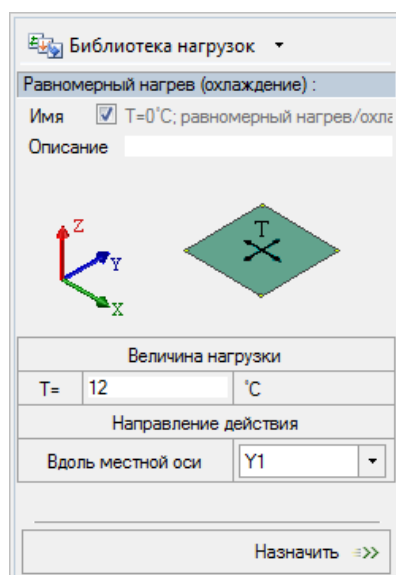 Библиотека нагрузок
Равномерный нагрев (охлаждение) :
Имя T=0°C; равномерный нагрев/охла
Описание
Z
Y
X
T
Величина нагрузки
T= 12 °C
Направление действия
Вдоль местной оси Y1
Назначить